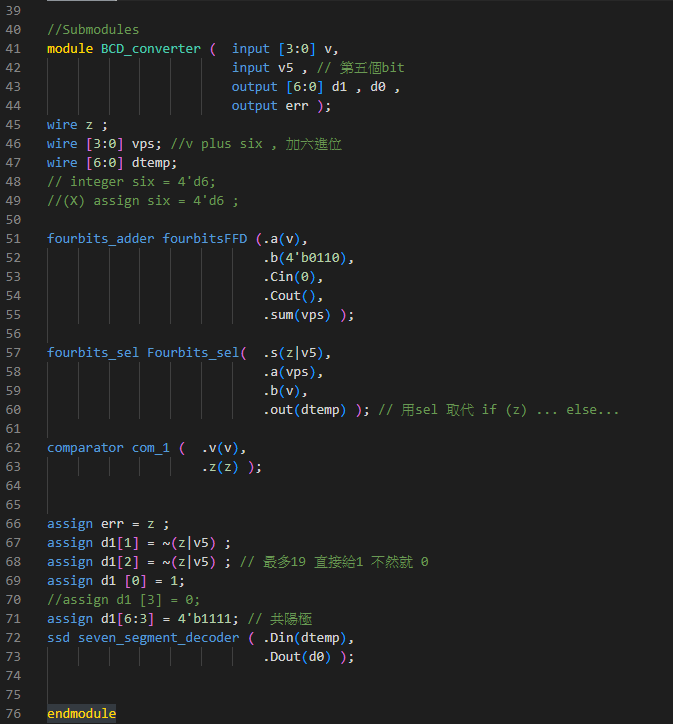 39
40 //Submodules
41 module BCD_converter (  input [3:0] v,
42 input v5 , // 第五個bit
43 output [6:0] d1 , d0 ,
44 output err );
45 wire z ;
46 wire [3:0] vps; //v plus six , 加六進位
47 wire [6:0] dtemp;
48 // integer six = 4'd6;
49 //(X) assign six = 4'd6 ;
50
51 fourbits_adder fourbitsFFD (.a(v),
52 .b(4'b0110),
53 .Cin(0),
54 .Cout(),
55 .sum(vps) );
56
57 fourbits_sel Fourbits_sel(  .s(z|v5),
58 .a(vps),
59 .b(v),
60 .out(dtemp) ); // 用sel 取代 if (z) ... else...
61
62 comparator com_1 (  .v(v),
63 .z(z) );
64
65
66 assign err = z ;
67 assign d1[1] = ~(z|v5) ;
68 assign d1[2] = ~(z|v5) ; // 最多19 直接給1 不然就 0
69 assign d1 [0] = 1;
70 //assign d1 [3] = 0;
71 assign d1[6:3] = 4'b1111; // 共陽極
72 ssd seven_segment_decoder ( .Din(dtemp),
73 .Dout(d0) );
74
75
76 endmodule